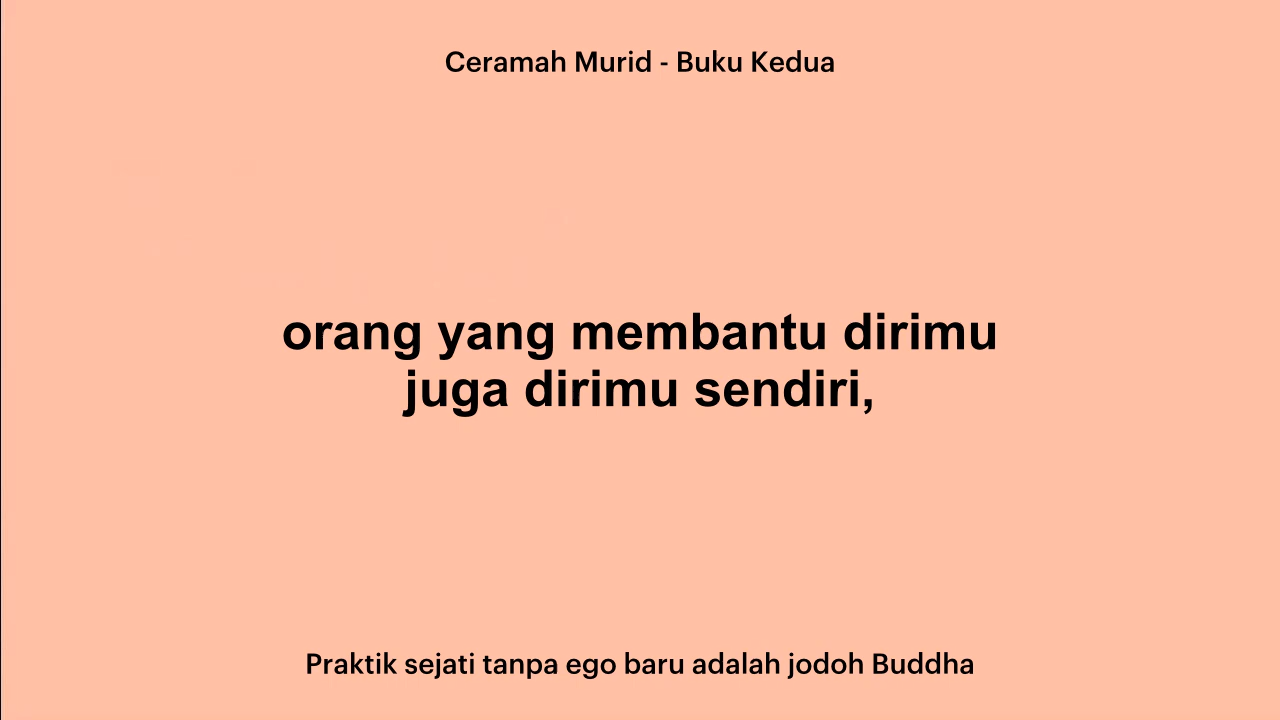 Ceramah Murid - Buku Kedua
orang yang membantu dirimu
juga dirimu sendiri,
Praktik sejati tanpa ego baru adalah jodoh Buddha